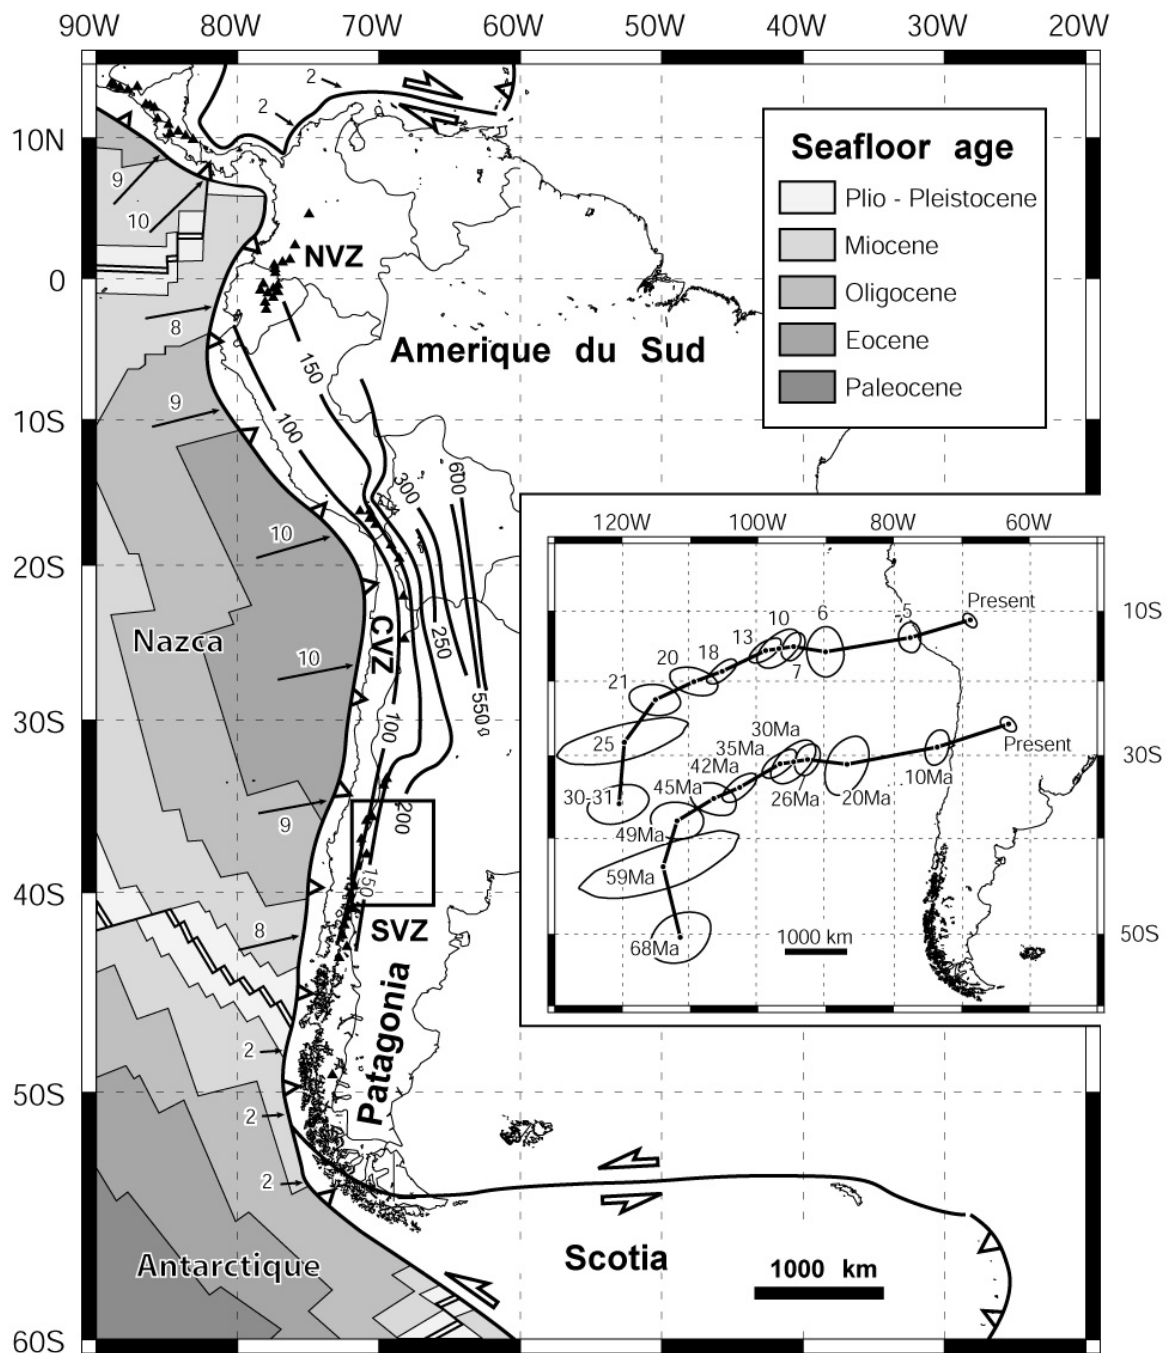 90W 80W 70W 60W 50W 40W 30W 20W
10N
0
10S
20S
30S
40S
50S
60S
2
2
9
10
8
9
10
10
9
8
2
2
2
Seafloor age
Plio - Pleistocene
Miocene
Oligocene
Eocene
Paleocene
NVZ
Amerique du Sud
150
100
300
600
250
550
100
200
150
CVZ
Nazca
SVZ
Patagonia
Antarctique
Scotia
1000 km
120W 100W 80W 60W
10S
30S
50S
Present
5
6
10
7
13
18
20
21
25
30-31
Present
10Ma
20Ma
26Ma
30Ma
35Ma
42Ma
45Ma
49Ma
59Ma
68Ma
1000 km